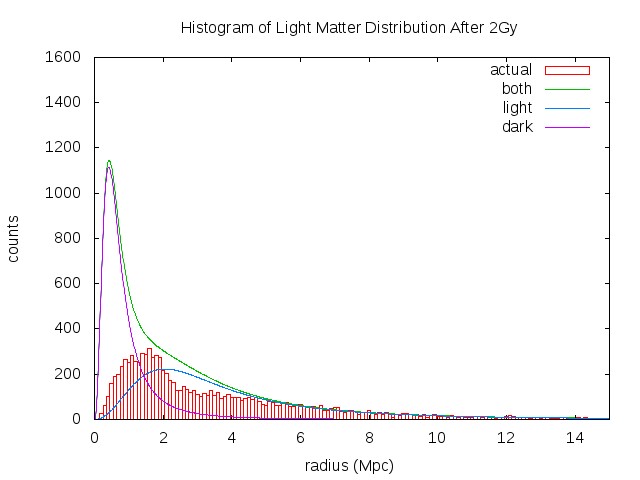 Histogram of Light Matter Distribution After 2Gy
1600
1400
1200
1000
800
600
400
200
0
counts
actual
both
light
dark
0 2 4 6 8 10 12 14
radius (Mpc)